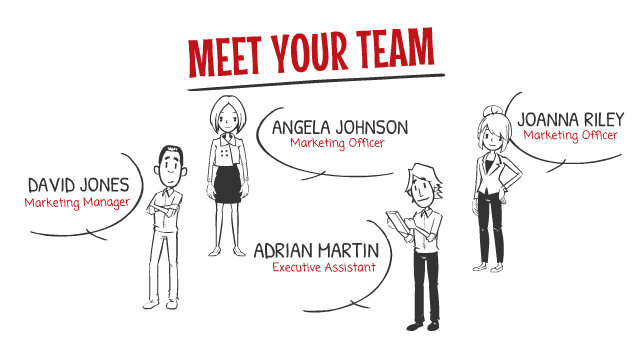 MEET YOUR TEAM
ANGELA JOHNSON
Marketing Officer
JOANNA RILEY
Marketing Officer
DAVID JONES
Marketing Manager
ADRIAN MARTIN
Executive Assistant